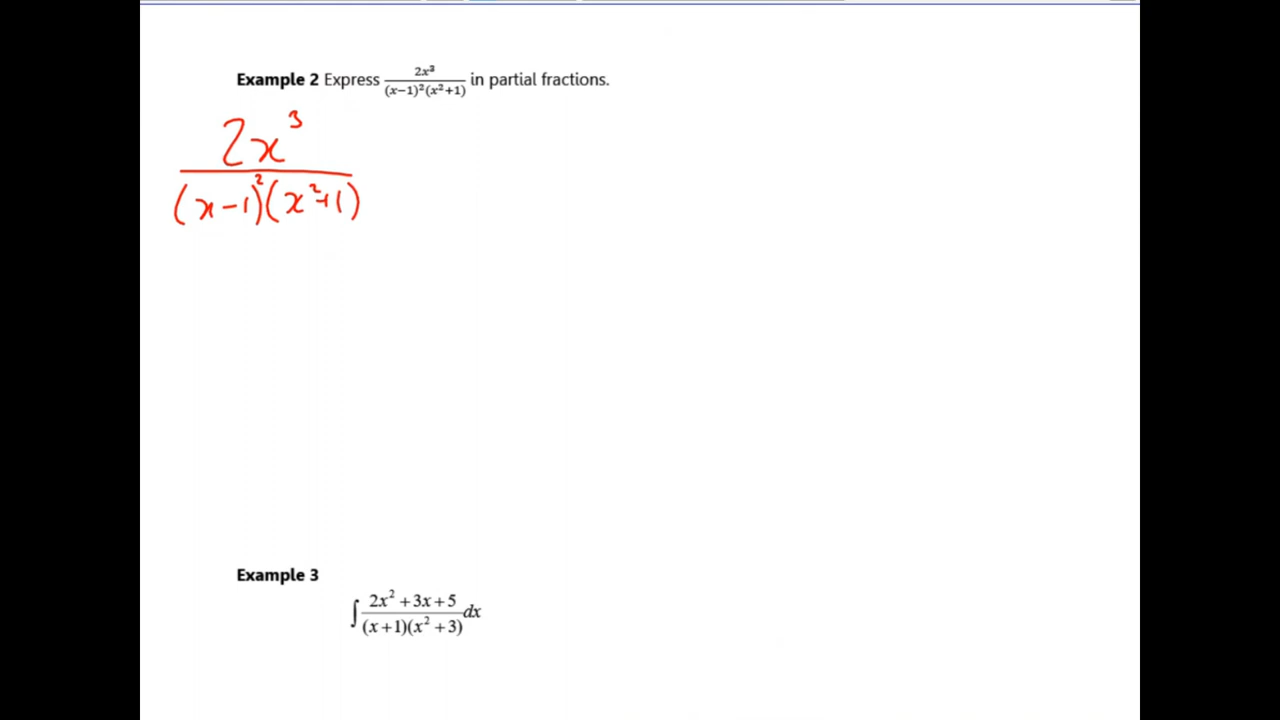 Example 2 Express 2x³/(x−1)²(x²+1) in partial fractions.
2x³
(x-1)²(x²+1)
Example 3
∫ 2x² + 3x + 5/(x+1)(x² + 3) dx